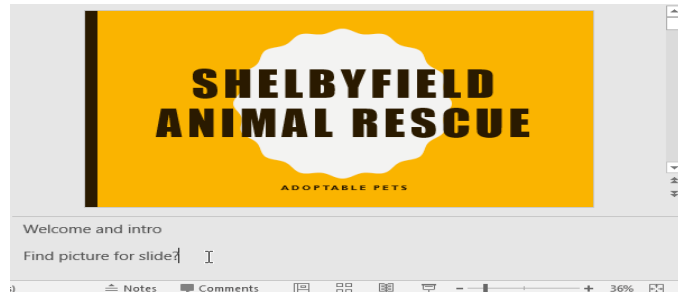 SHELBYFIELD
ANIMAL RESCUE
ADOPTABLE PETS
Welcome and intro
Find picture for slide?
Notes Comments 36%